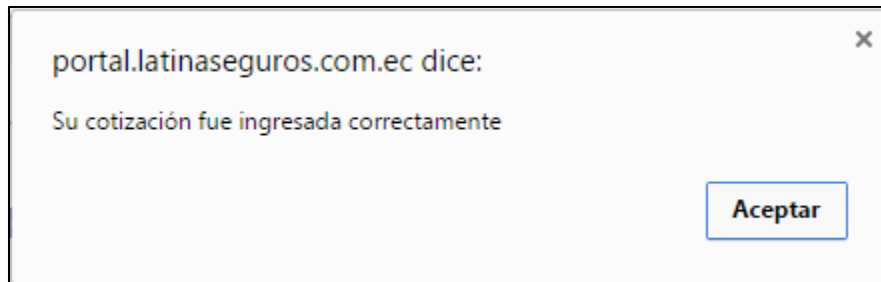 portal.latinaseguros.com.ec dice:
Su cotización fue ingresada correctamente
Aceptar